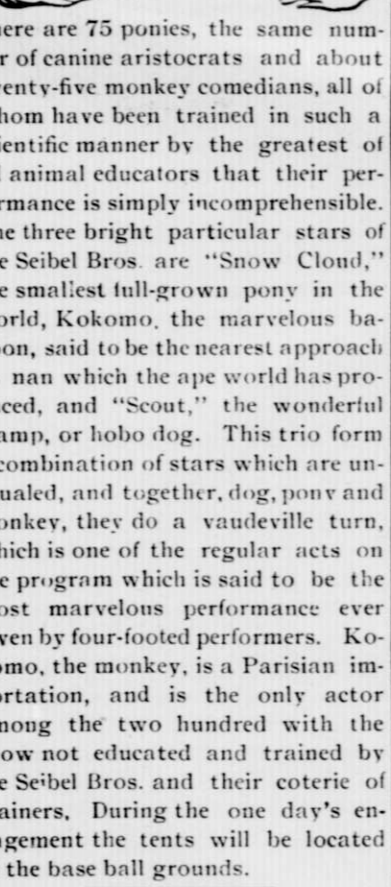 ere are 75 ponies, the same num-
r of canine aristocrats and about
enty-five monkey comedians, all of
hom have been trained in such a
ientific manner by the greatest of
l animal educators that their per-
rmance is simply incomprehensible.
e three bright particular stars of
e Seibel Bros. are "Snow Cloud,"
e smallest full-grown pony in the
orld, Kokomo, the marvelous ba-
oon, said to be the nearest approach
nan which the ape world has pro-
ced, and "Scout," the wonderful
amp, or hobo dog. This trio form
combination of stars which are un-
ualed, and together, dog, pony and
onkey, they do a vaudeville turn,
hich is one of the regular acts on
e program which is said to be the
ost marvelous performance ever
ven by four-footed performers. Ko-
omo, the monkey, is a Parisian im-
ortation, and is the only actor
mong the two hundred with the
ow not educated and trained by
e Seibel Bros. and their coterie of
ainers, During the one day's en-
gement the tents will be located
the base ball grounds.